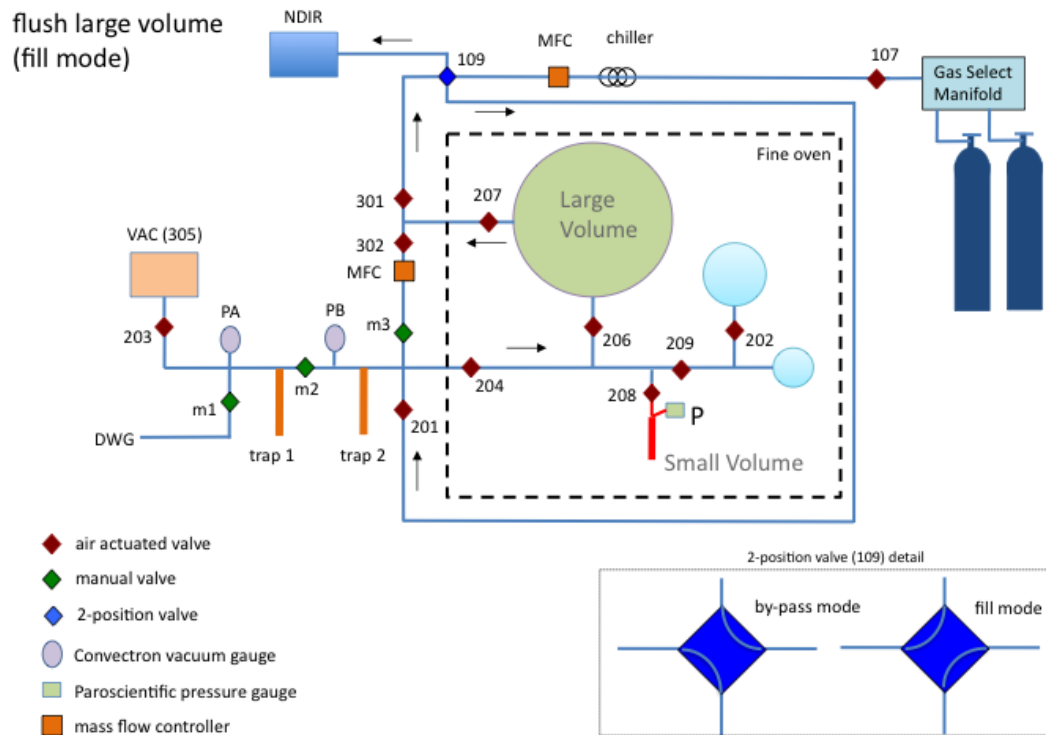 flush large volume
(fill mode)
NDIR
109
MFC
chiller
107
Gas Select
Manifold
Fine oven
301
207
Large
Volume
302
MFC
VAC (305)
203
PA
PB
m3
m2
m1
DWG
trap 1
trap 2
204
201
206
209
202
208
P
Small Volume
air actuated valve
manual valve
2-position valve
Convectron vacuum gauge
Paroscientific pressure gauge
mass flow controller
2-position valve (109) detail
by-pass mode
fill mode